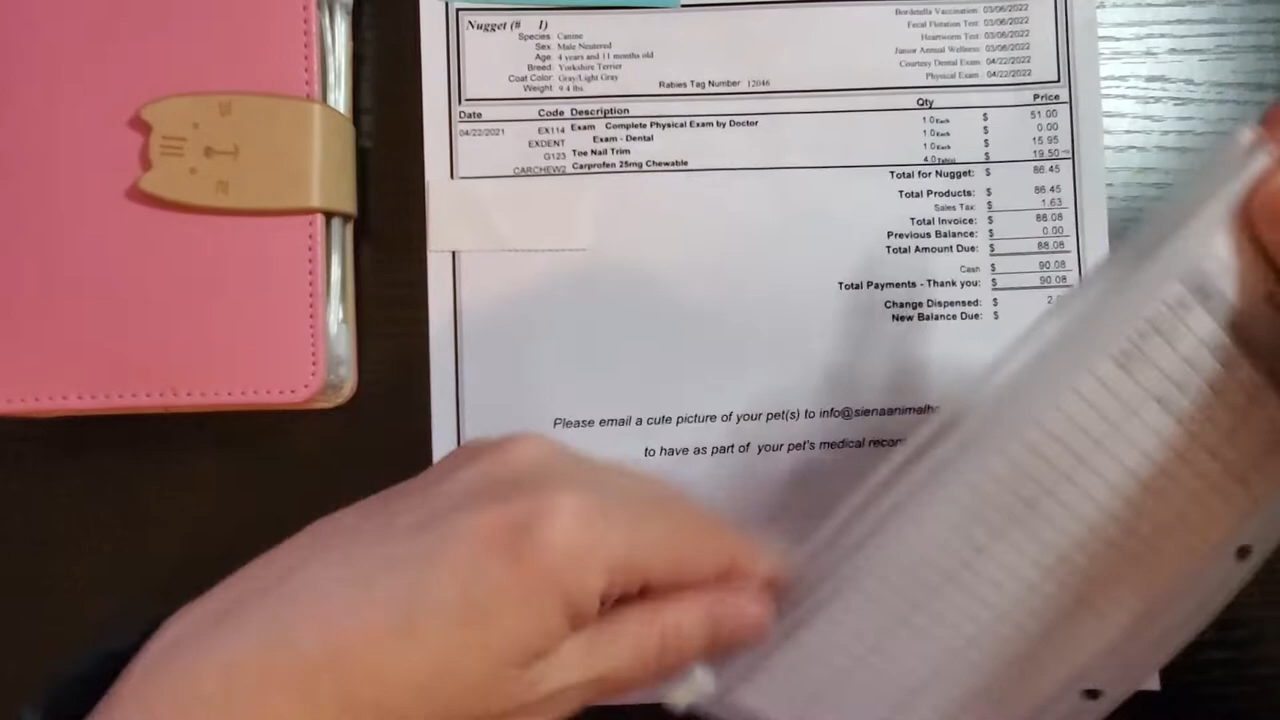 Nugget (# 1)
Species: Canine
Sex: Male Neutered
Age: 4 years and 11 months old
Breed: Yorkshire Terrier
Coat Color: Gray/Light Gray
Weight: 9.4 lbs
Rabies Tag Number: 12046
Bordetella Vaccination: 03/06/2022
Fecal Flotation Test: 03/06/2022
Heartworm Test: 03/06/2022
Junior Annual Wellness: 03/06/2022
Courtesy Dental Exam: 04/22/2022
Physical Exam: 04/22/2022
Date Code Description Qty Price
04/22/2021 EX114 Exam Complete Physical Exam by Doctor 1.0 Each $ 51.00
EXDENT Exam - Dental 1.0 Each 0.00
G123 Toe Nail Trim 1.0 Each $ 15.95
CARCHEW2 Carprofen 25mg Chewable 4.0 $ 19.50
Total for Nugget: $ 86.45
Total Products: $ 86.45
Sales Tax: $ 1.63
Total Invoice: $ 88.08
Previous Balance: $ 0.00
Total Amount Due: $ 88.08
Cash $ 90.08
Total Payments - Thank you: $ 90.08
Change Dispensed: $ 2.
New Balance Due: $
Please email a cute picture of your pet(s) to info@sienaanimalh
to have as part of your pet's medical recor